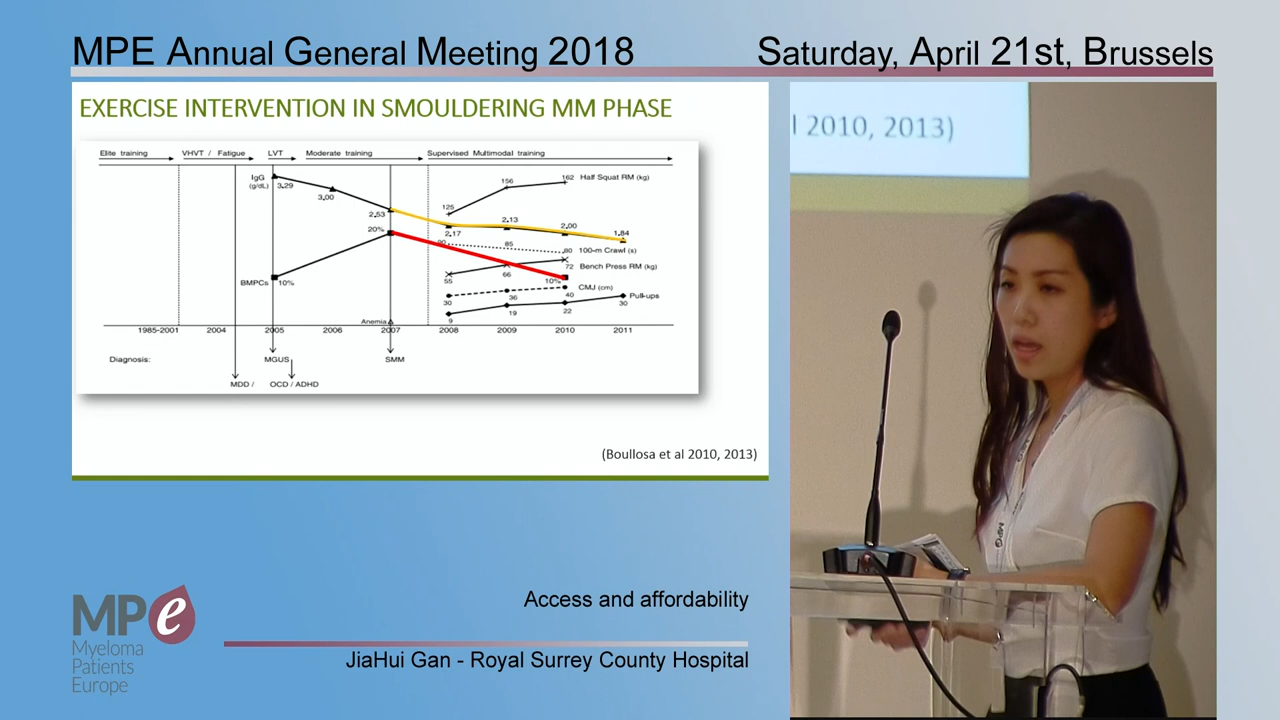 MPE Annual General Meeting 2018
Saturday, April 21st, Brussels
EXERCISE INTERVENTION IN SMOULDERING MM PHASE
Elite training
VHVT / Fatigue
LVT
Moderate training
Supervised Multimodal training
IgG
(g/dL)
3.29
3.00
2.53
20%
BMPCs
10%
125
156
162
Half Squat RM (kg)
2.17
2.13
2.00
1.84
90
85
80
100-m Crawl (s)
55
66
72
Bench Press RM (kg)
10%
30
36
40
CMJ (cm)
9
19
22
30
Pull-ups
Anemia
1985-2001
2004
2005
2006
2007
2008
2009
2010
2011
Diagnosis:
MGUS
SMM
MDD /
OCD / ADHD
(Boullosa et al 2010, 2013)
l 2010, 2013)
Access and affordability
JiaHui Gan - Royal Surrey County Hospital
MPe
Myeloma
Patients
Europe